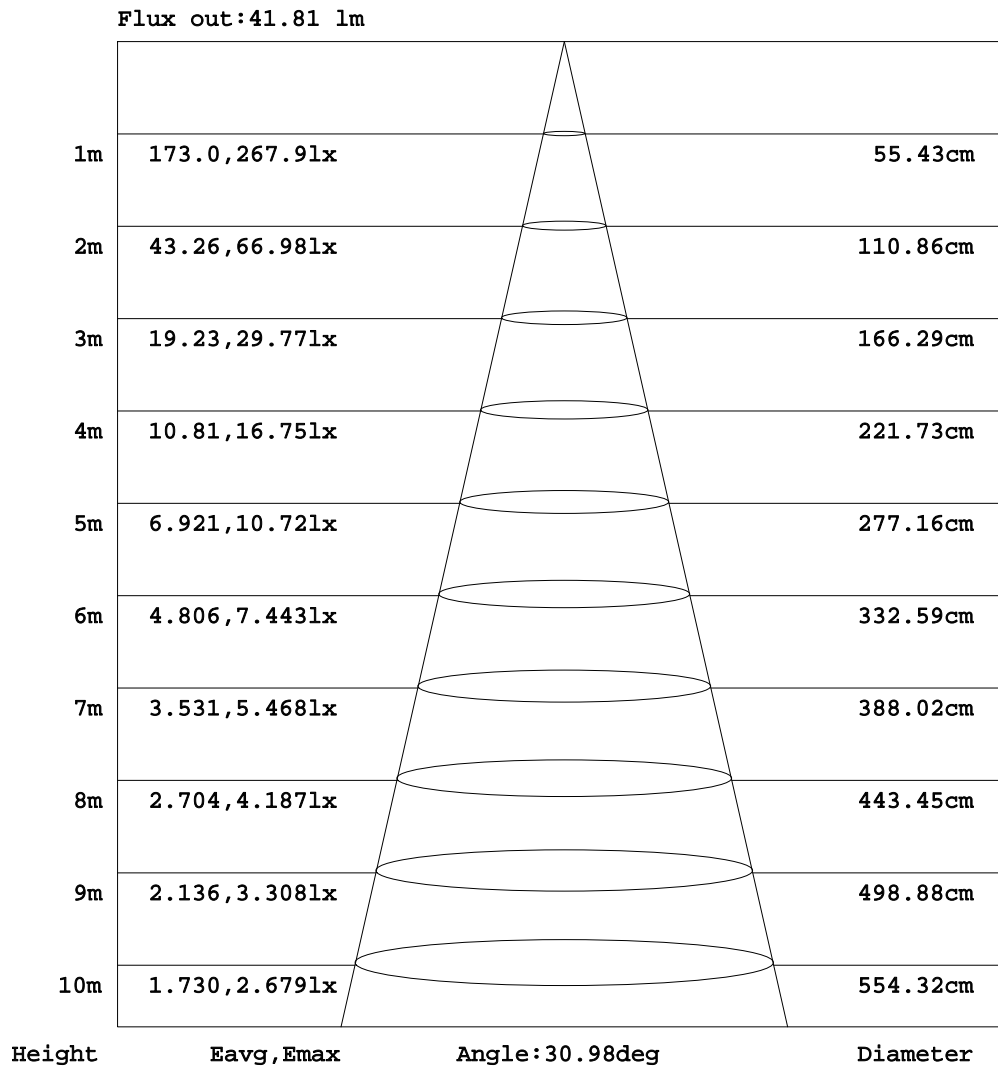 Flux out:41.81 lm
1m 173.0,267.9lx 55.43cm
2m 43.26,66.98lx 110.86cm
3m 19.23,29.77lx 166.29cm
4m 10.81,16.75lx 221.73cm
5m 6.921,10.72lx 277.16cm
6m 4.806,7.443lx 332.59cm
7m 3.531,5.468lx 388.02cm
8m 2.704,4.187lx 443.45cm
9m 2.136,3.308lx 498.88cm
10m 1.730,2.679lx 554.32cm
Height Eavg,Emax Angle:30.98deg Diameter